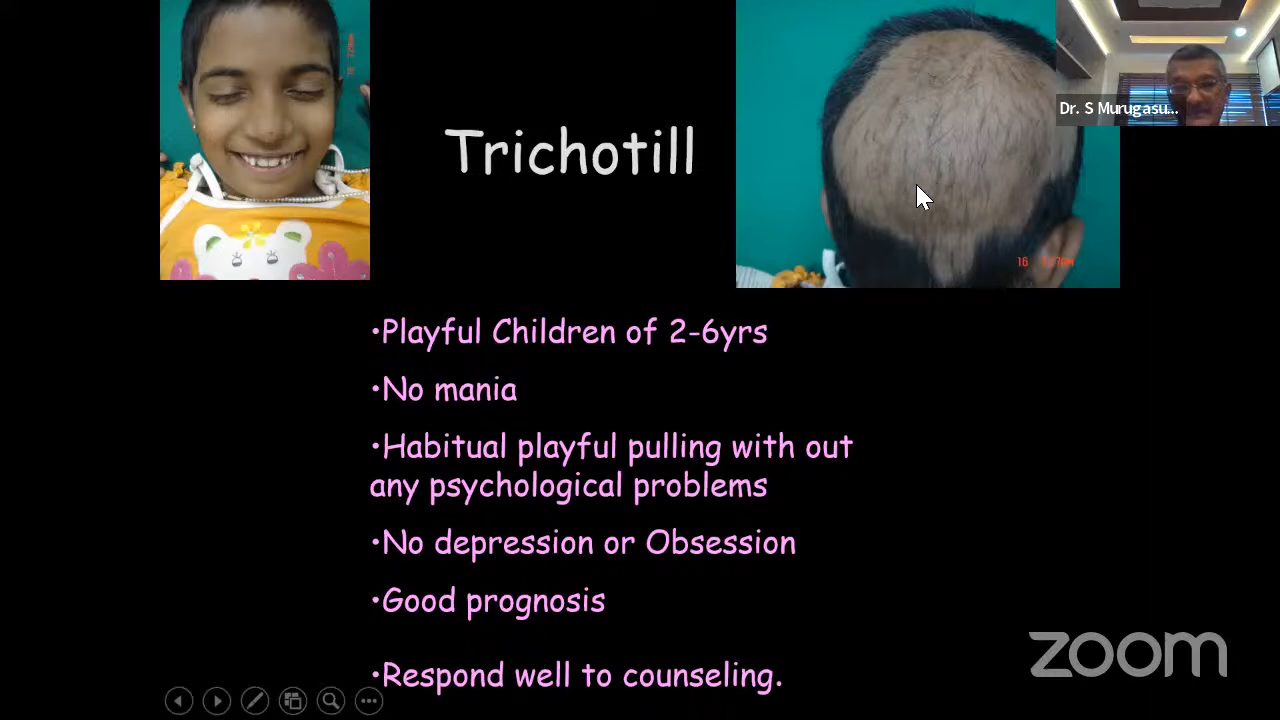 Dr. S Murugasu...
Trichotill
•Playful Children of 2-6yrs
•No mania
•Habitual playful pulling with out
any psychological problems
•No depression or Obsession
•Good prognosis
•Respond well to counseling.
zoom